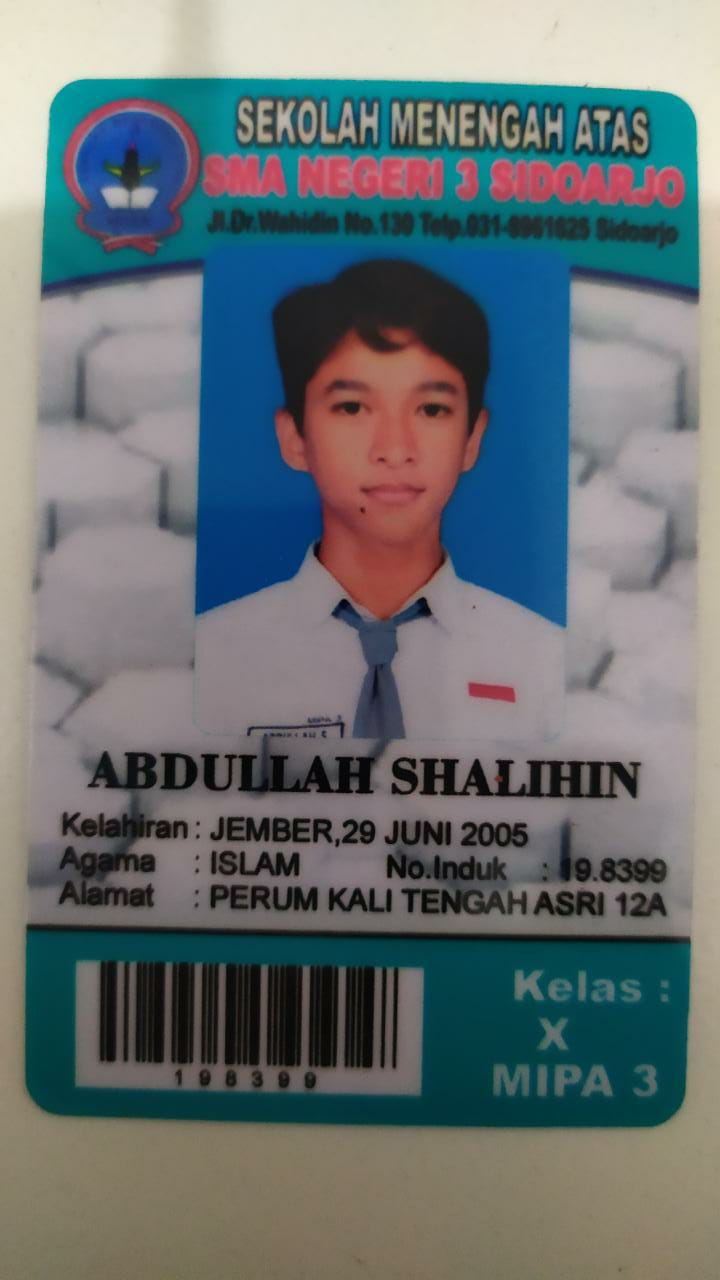 SEKOLAH MENENGAH ATAS
SMA NEGERI 3 SIDOARJO
Jl.Dr.Wahidin No.130 Telp.031-8961625 Sidoarjo
ABDULLAH S
ABDULLAH SHALIHIN
Kelahiran : JEMBER,29 JUNI 2005
Agama : ISLAM No.Induk : 19.8399
Alamat : PERUM KALI TENGAH ASRI 12A
198399
Kelas :
X
MIPA 3